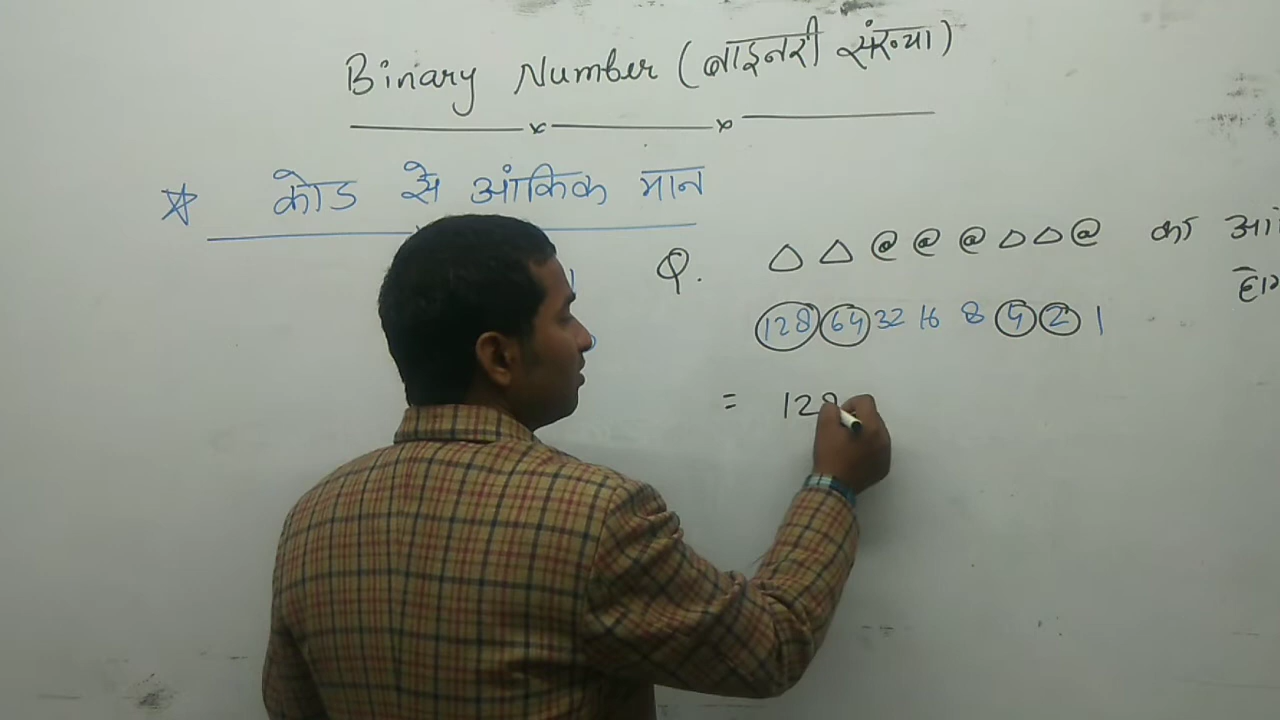 Binary Number (बाइनरी संख्या)
* कोड से आंकिक मान
Q. △ △ @ @ @ △ △ @ का
128 64 32 16 8 4 2 1
= 128